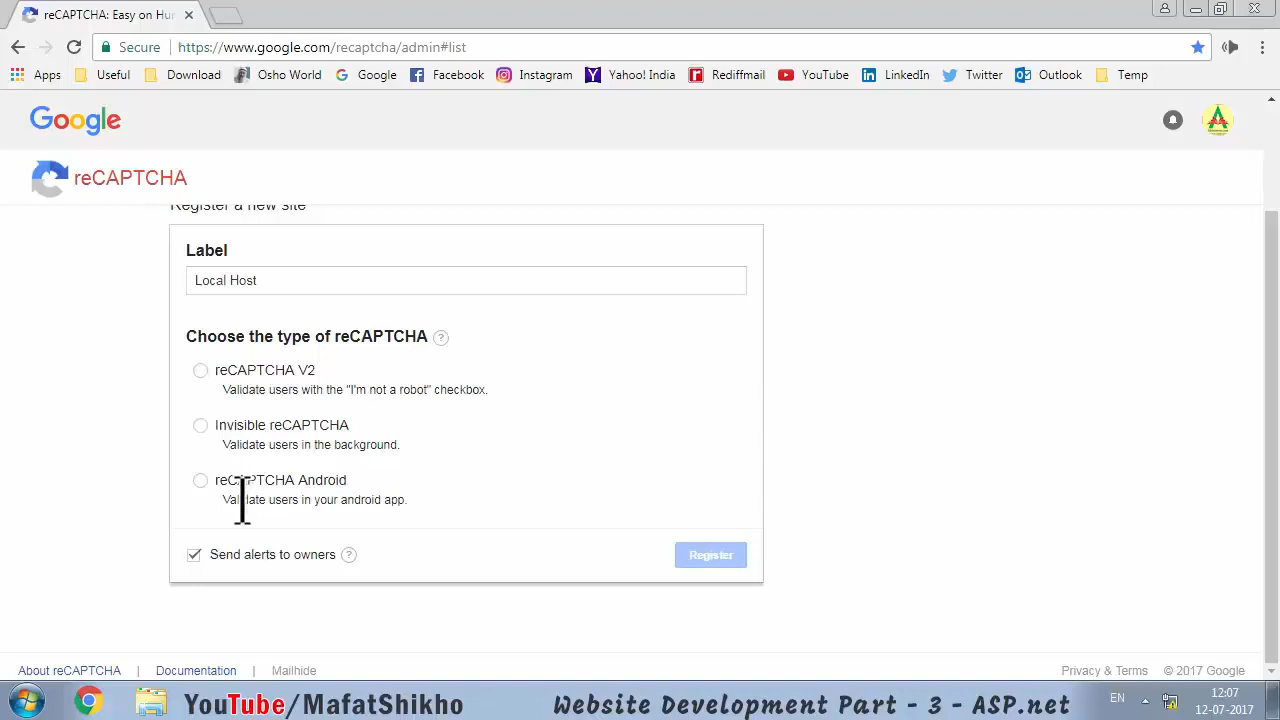 reCAPTCHA: Easy on Hu
Secure https://www.google.com/recaptcha/admin#list
Apps Useful Download Osho World Google Facebook Instagram Yahoo! India Rediffmail YouTube LinkedIn Twitter Outlook Temp
Google
reCAPTCHA
Register a new site
Label
Local Host
Choose the type of reCAPTCHA ?
reCAPTCHA V2
Validate users with the "I'm not a robot" checkbox.
Invisible reCAPTCHA
Validate users in the background.
reCAPTCHA Android
Validate users in your android app.
Send alerts to owners ? Register
About reCAPTCHA | Documentation | Mailhide Privacy & Terms © 2017 Google
YouTube/MafatShikho Website Development Part - 3 - ASP.net EN 12:07
12-07-2017